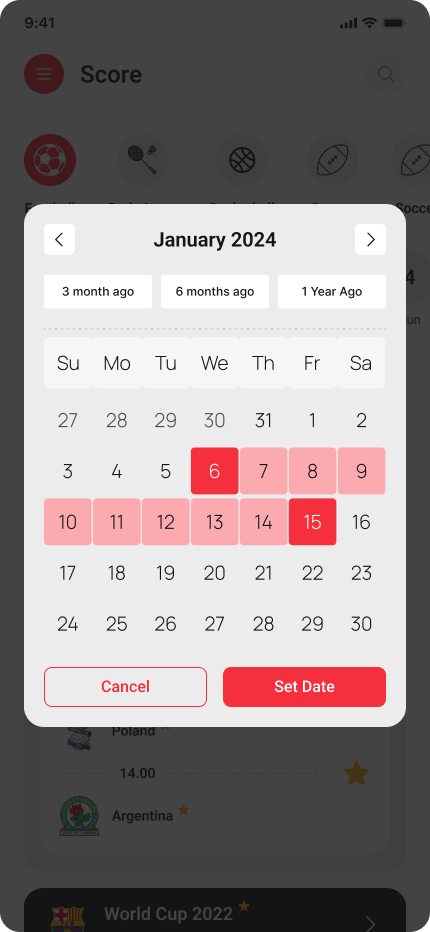 9:41
Score
Soccer
January 2024
3 month ago 6 months ago 1 Year Ago
Su Mo Tu We Th Fr Sa
27 28 29 30 31 1 2
3 4 5 6 7 8 9
10 11 12 13 14 15 16
17 18 19 20 21 22 23
24 25 26 27 28 29 30
Cancel Set Date
Poland
14.00
Argentina
World Cup 2022